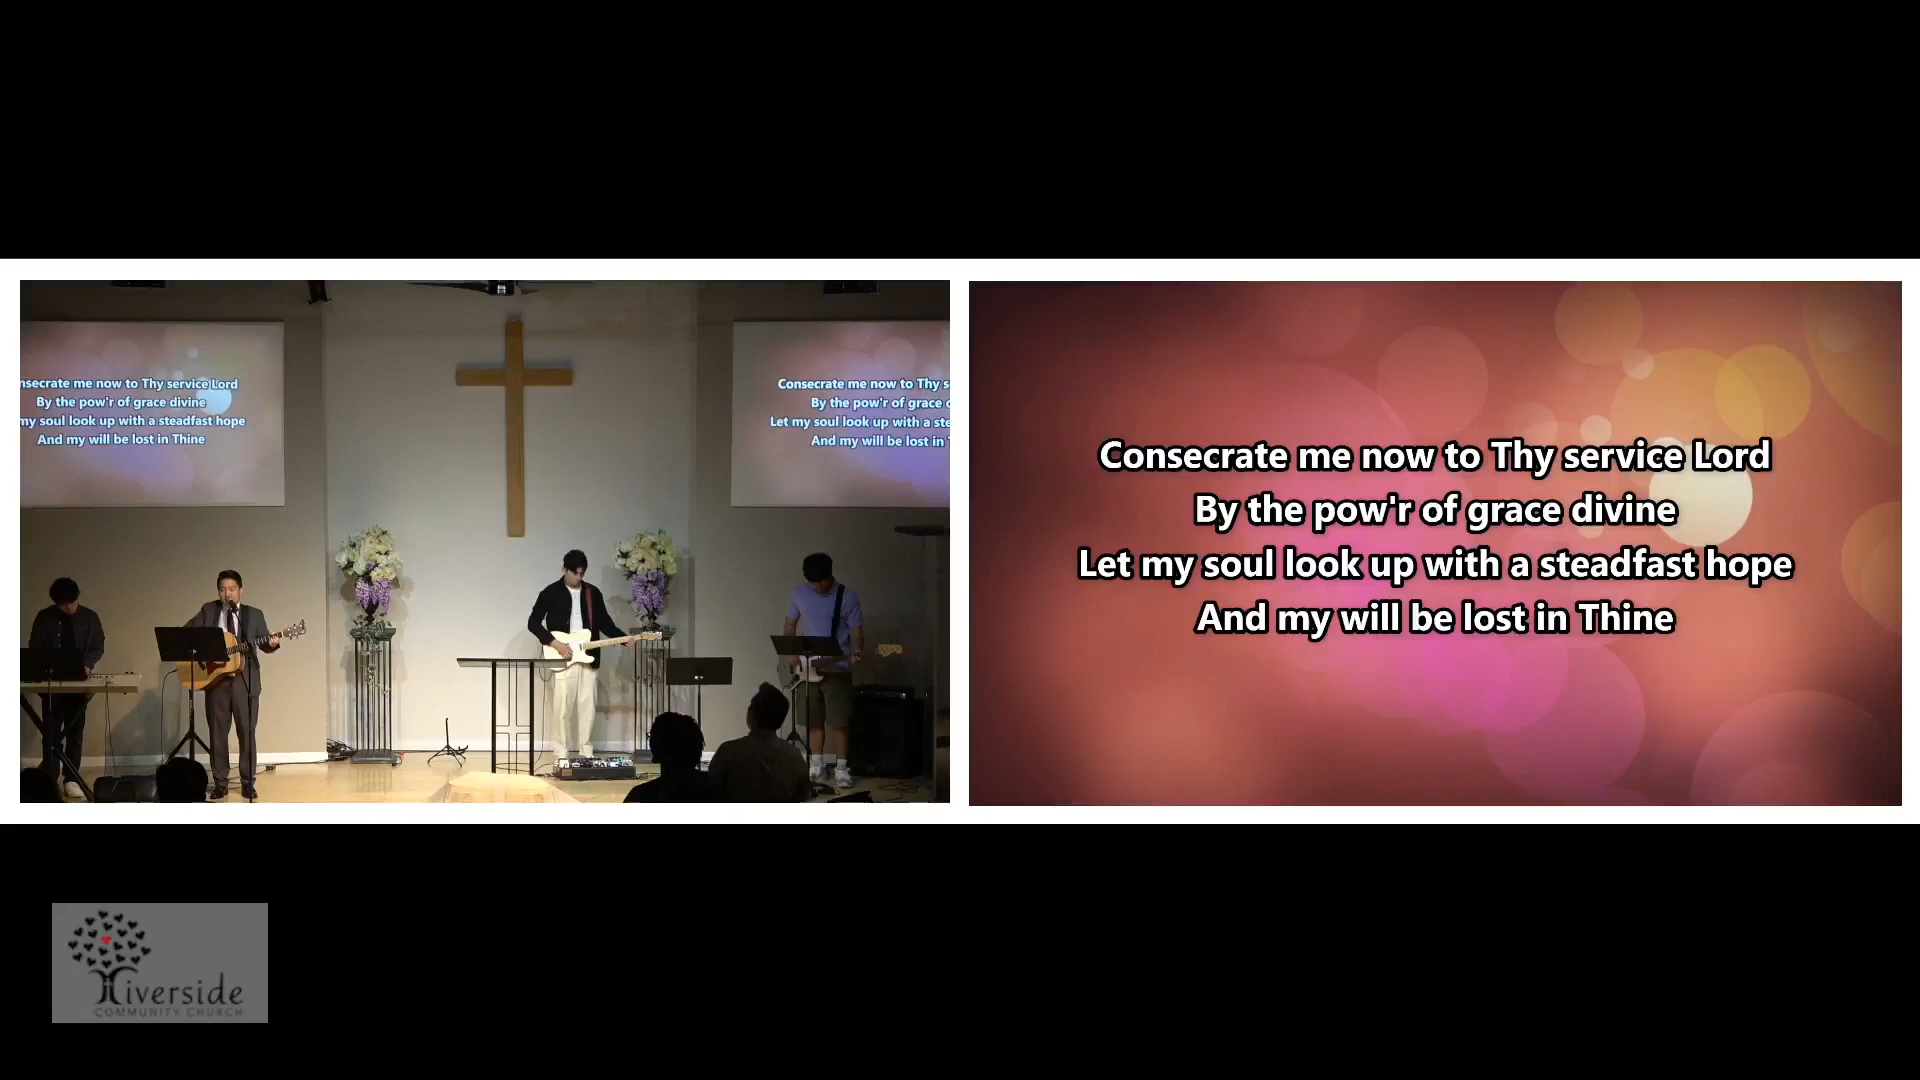 nsecrate me now to Thy service Lord
By the pow'r of grace divine
my soul look up with a steadfast hope
And my will be lost in Thine
Consecrate me now to Thy s
By the pow'r of grace
Let my soul look up with a ste
And my will be lost in
Consecrate me now to Thy service Lord
By the pow'r of grace divine
Let my soul look up with a steadfast hope
And my will be lost in Thine
Riverside
COMMUNITY CHURCH